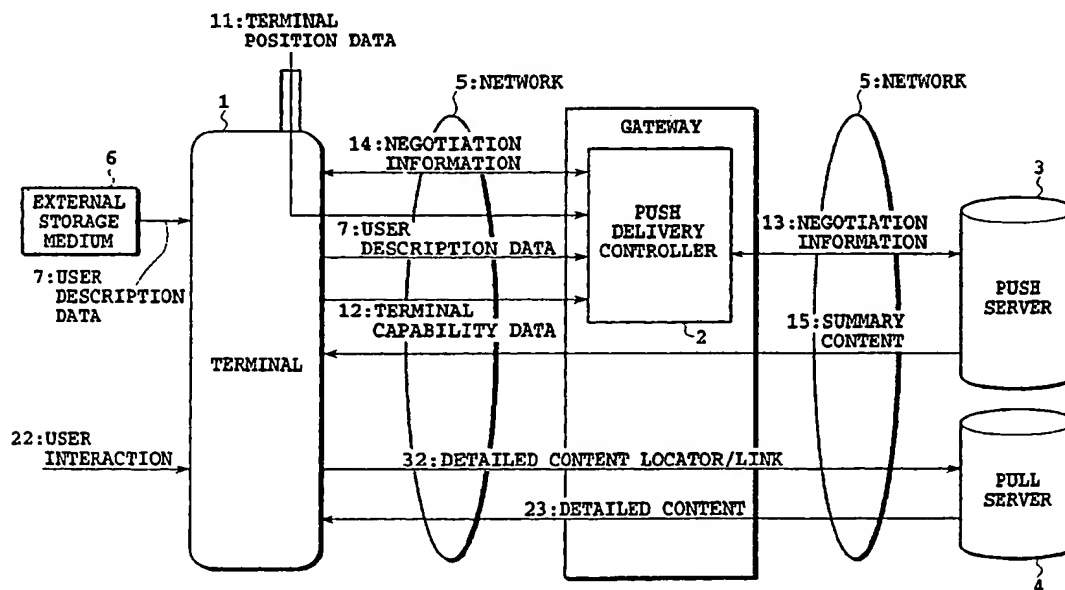 11:TERMINAL
POSITION DATA
1
5:NETWORK
5:NETWORK
GATEWAY
14:NEGOTIATION
INFORMATION
6
EXTERNAL
STORAGE
MEDIUM
3
PUSH
DELIVERY
CONTROLLER
7:USER
DESCRIPTION DATA
13:NEGOTIATION
INFORMATION
7:USER
DESCRIPTION
DATA
PUSH
SERVER
12:TERMINAL
CAPABILITY DATA
2
15:SUMMARY
CONTENT
TERMINAL
22:USER
INTERACTION
32:DETAILED CONTENT LOCATOR/LINK
PULL
SERVER
23:DETAILED CONTENT
4